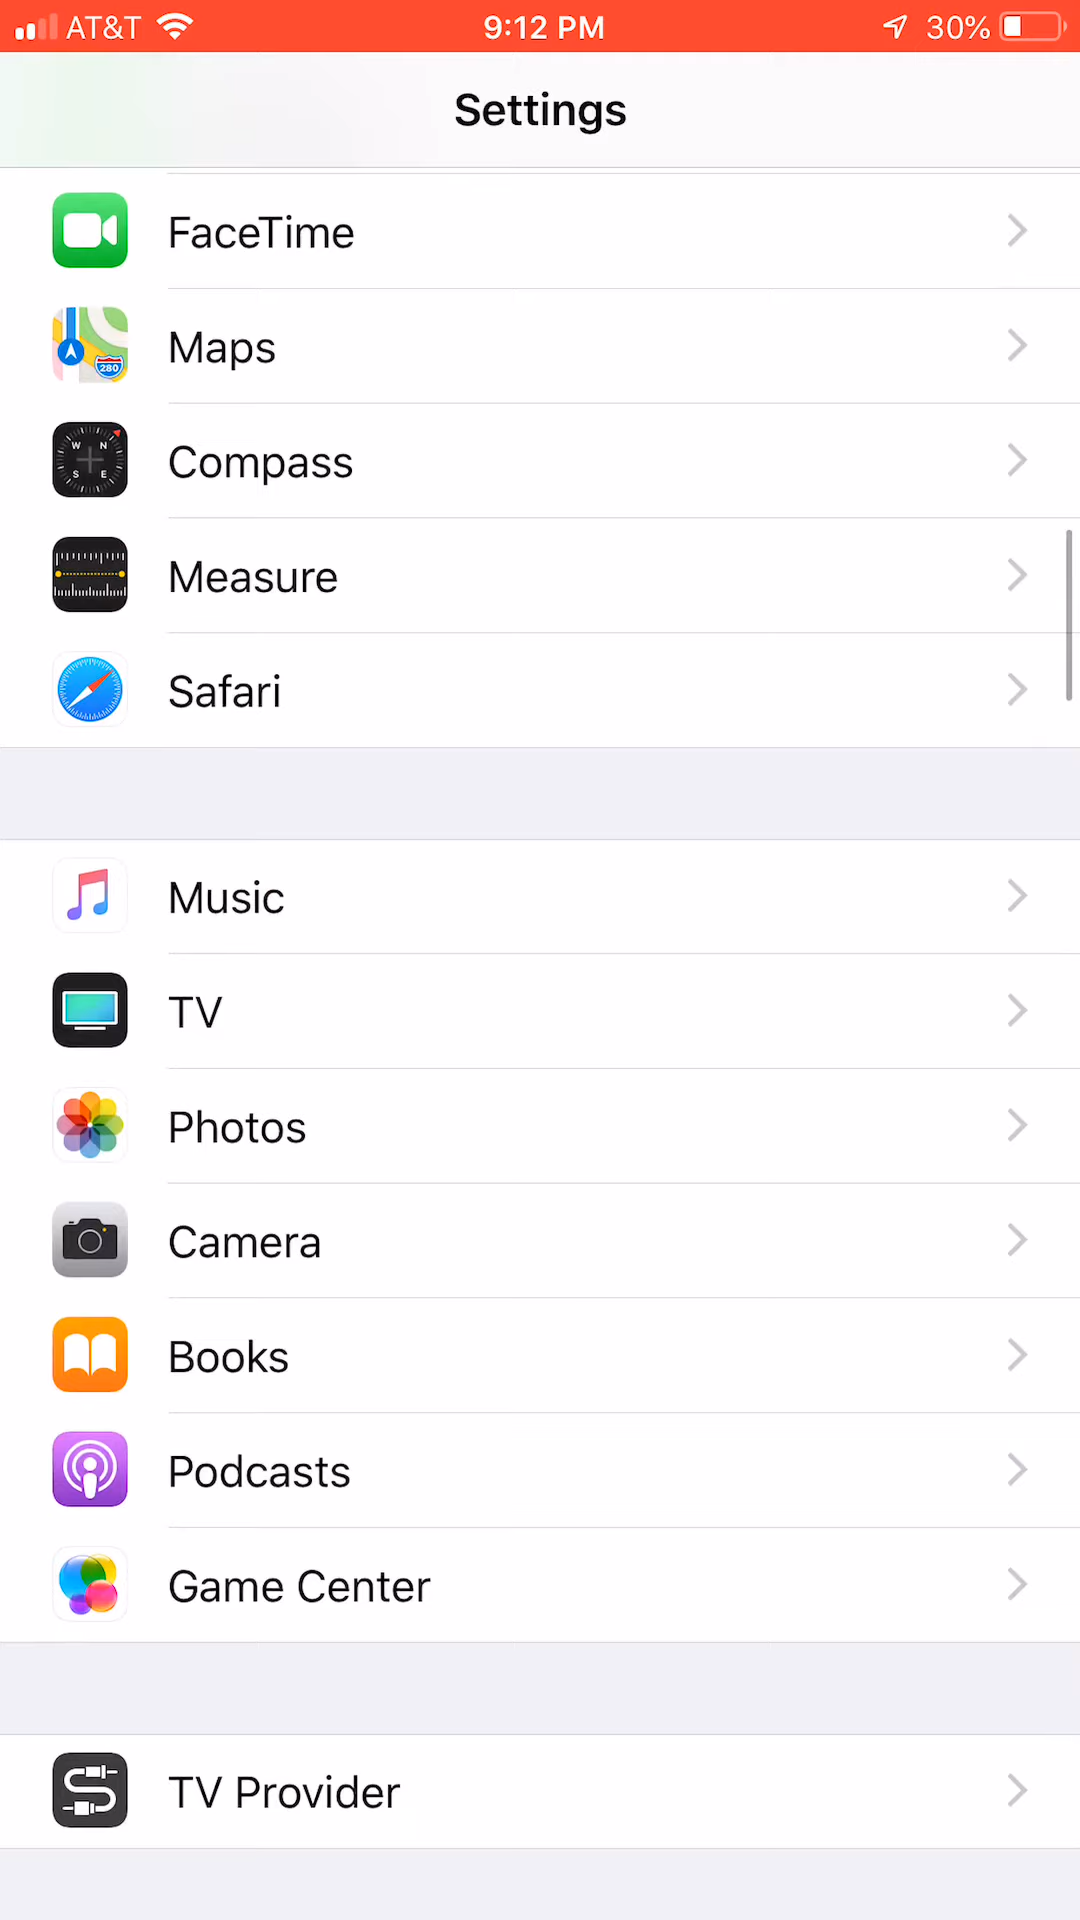 AT&T 9:12 PM 30%
Settings
FaceTime
280
Maps
W N
S E
Compass
Measure
Safari
Music
TV
Photos
Camera
Books
Podcasts
Game Center
TV Provider